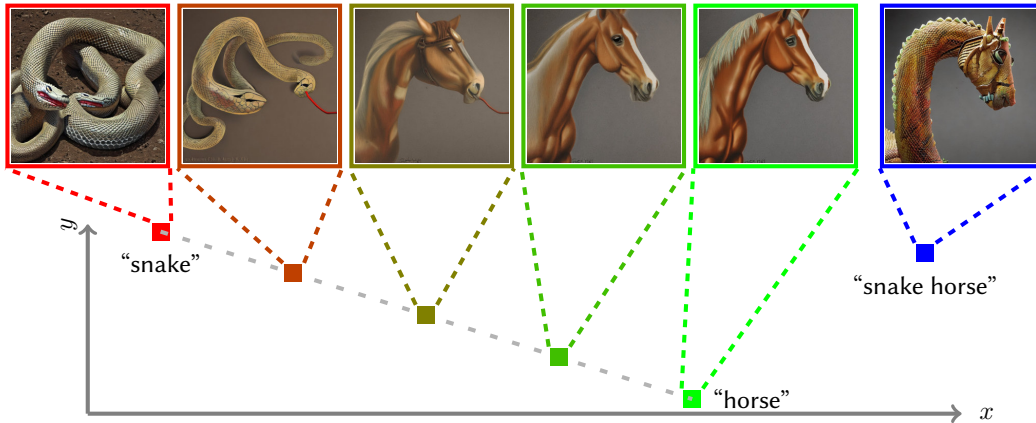 y
“snake”
“snake horse”
“horse”
x